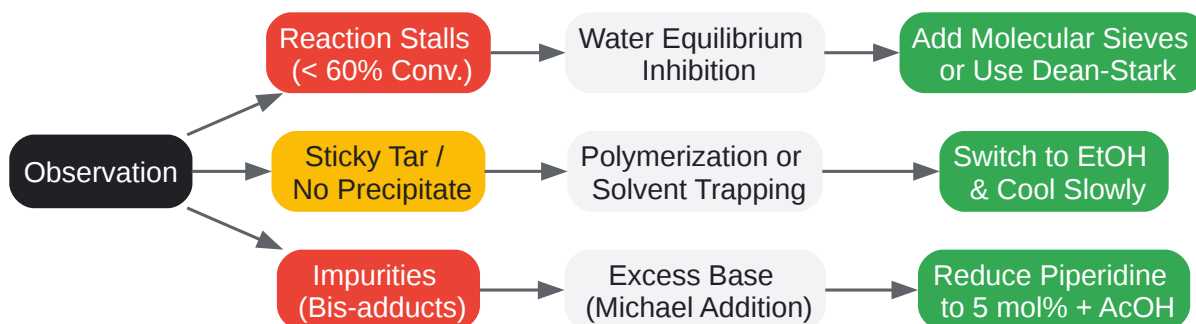 Reaction Stalls
(< 60% Conv.)
Water Equilibrium
Inhibition
Add Molecular Sieves
or Use Dean-Stark
Observation
Sticky Tar /
No Precipitate
Polymerization or
Solvent Trapping
Switch to EtOH
& Cool Slowly
Impurities
(Bis-adducts)
Excess Base
(Michael Addition)
Reduce Piperidine
to 5 mol% + AcOH